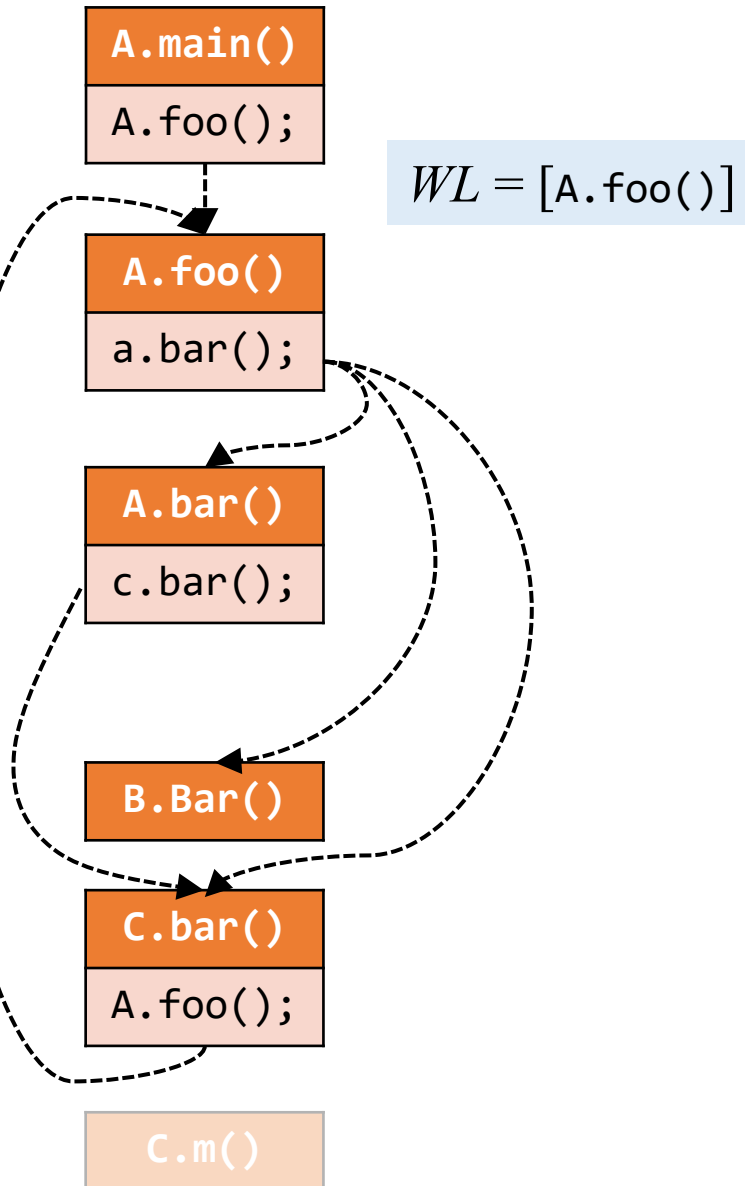 A.main()
A.foo();
WL = [A.foo()]
A.foo()
a.bar();
A.bar()
c.bar();
B.Bar()
C.bar()
A.foo();
C.m()